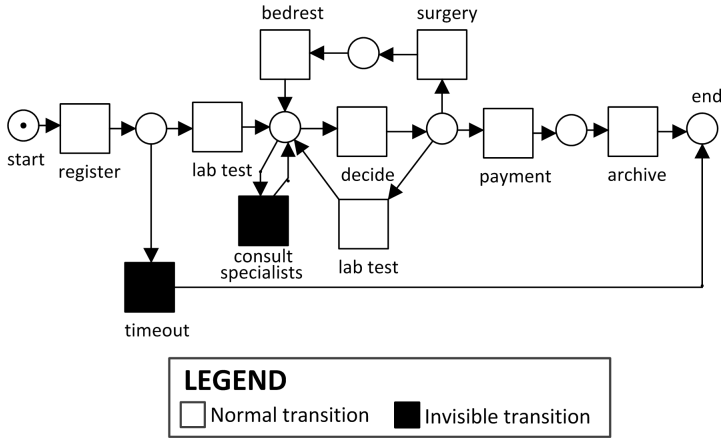 bedrest
surgery
end
start
register
lab test
decide
payment
archive
consult
specialists
lab test
timeout
LEGEND
Normal transition
Invisible transition